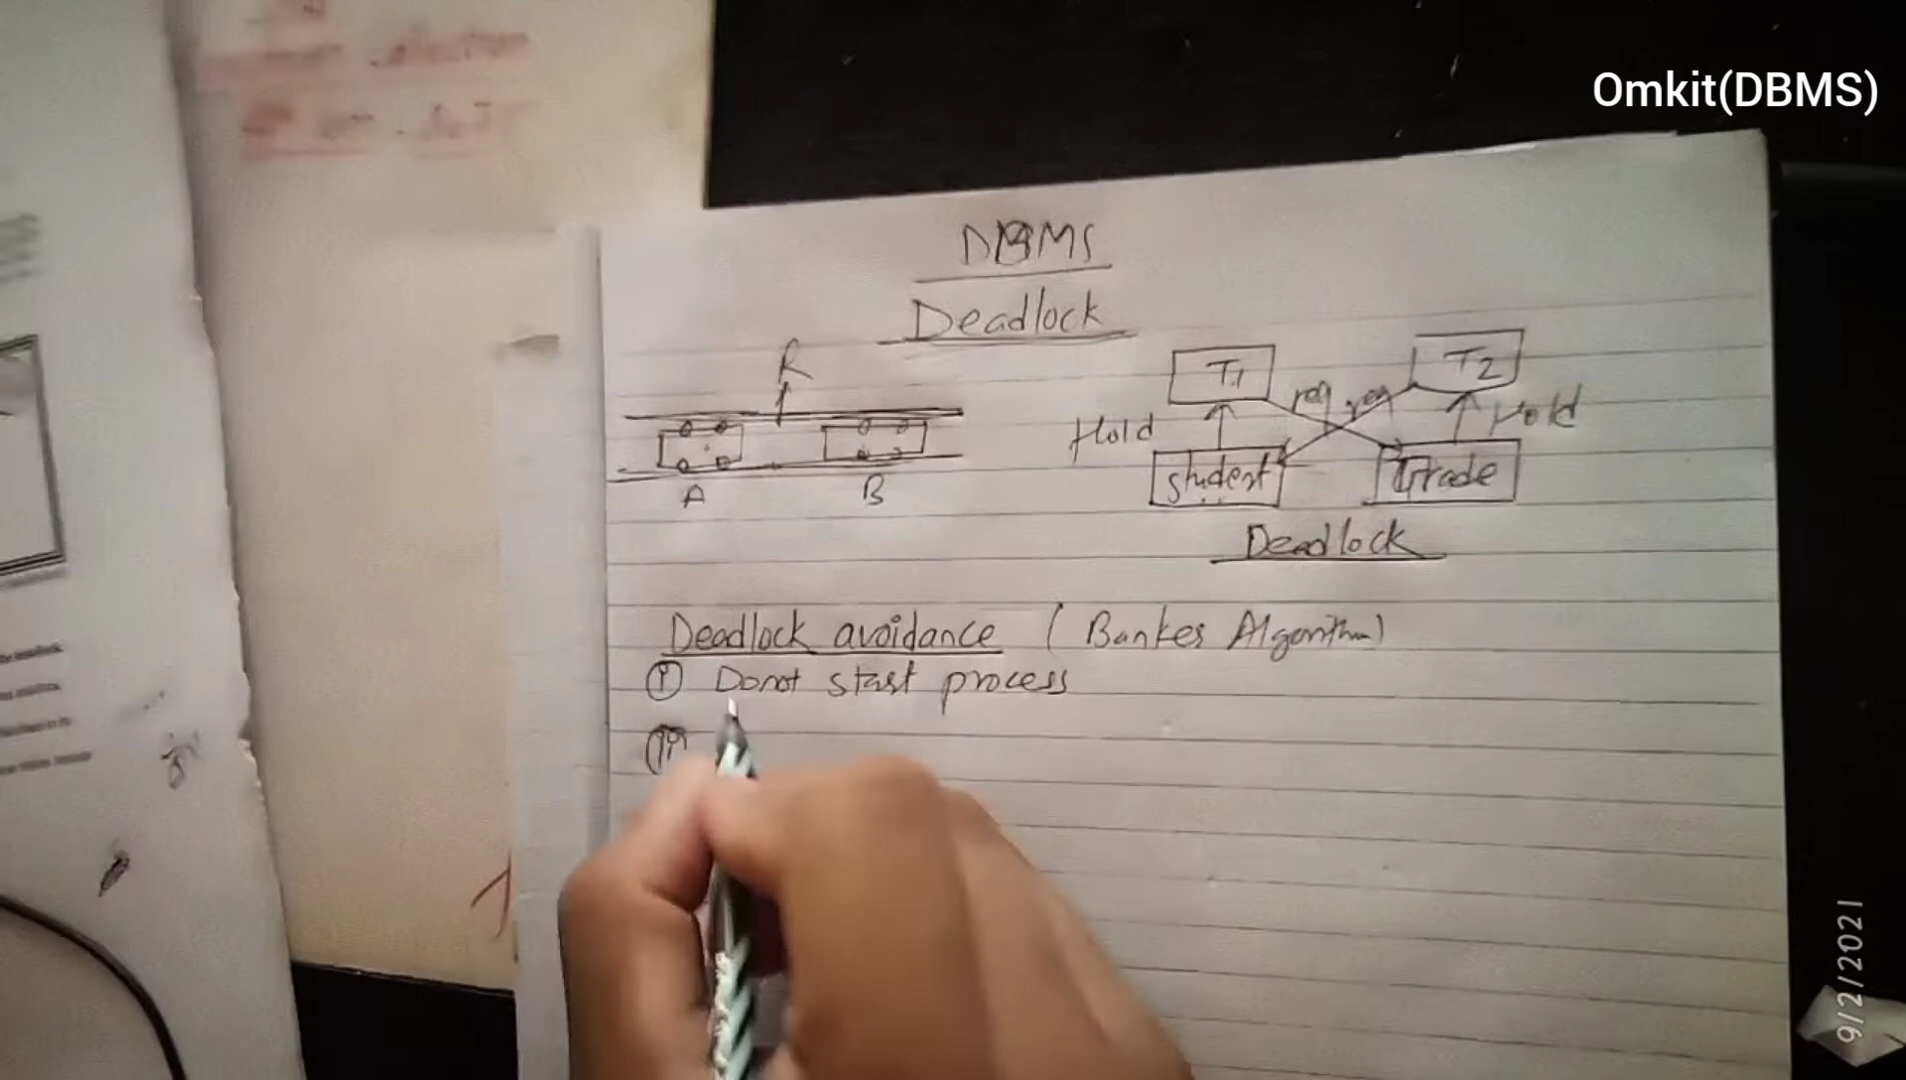 Omkit(DBMS)
DBMS
Deadlock
R
A
B
T1
T2
req
req
Hold
Hold
student
Grade
Deadlock
Deadlock avoidance ( Bankes Algorithm)
(i) Donot start process
(ii)
9/2/2021